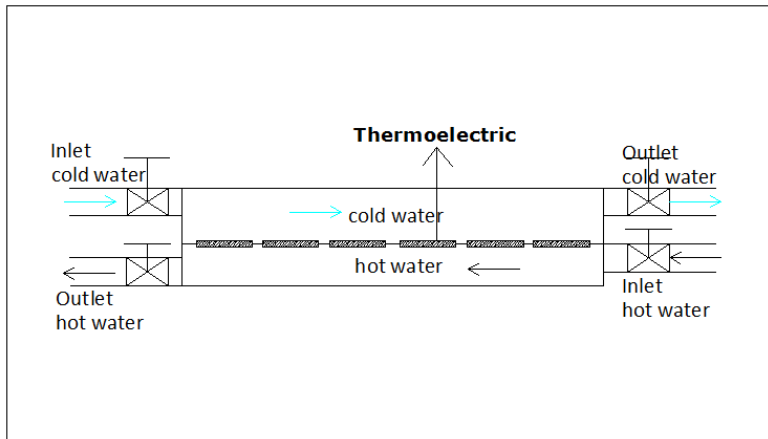 Thermoelectric
Inlet
cold water
Outlet
cold water
cold water
hot water
Outlet
hot water
Inlet
hot water